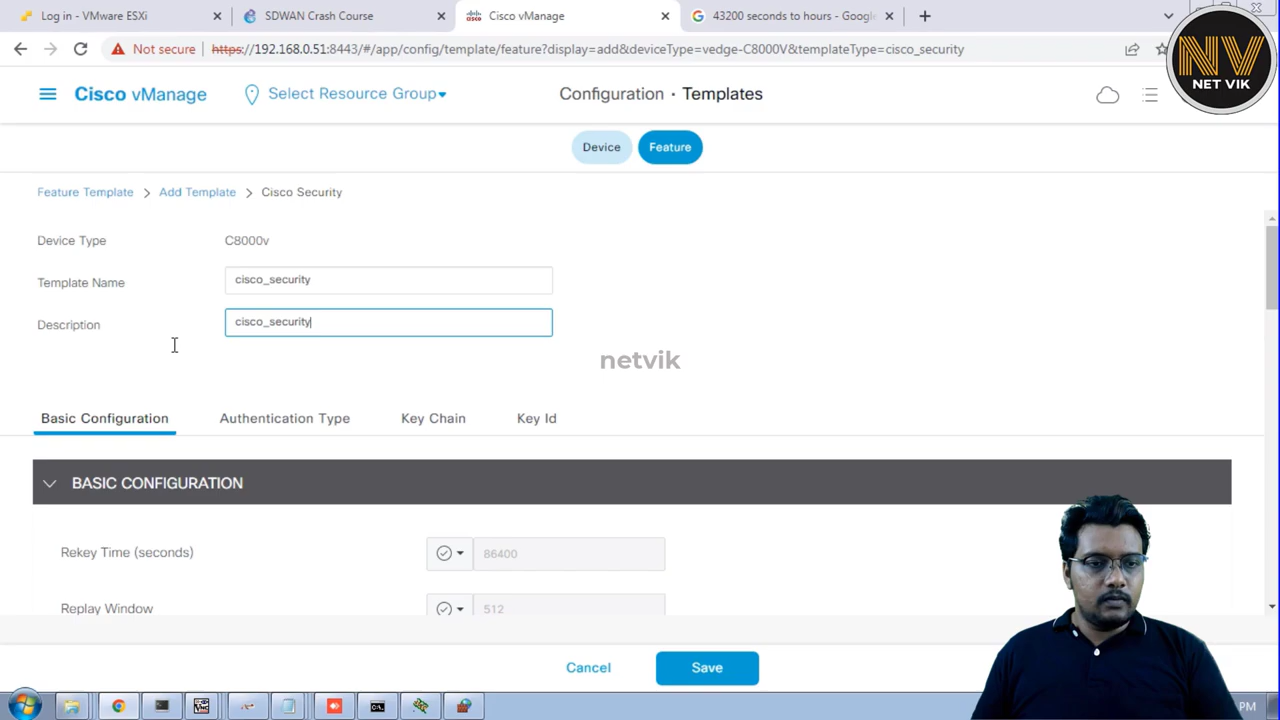 Log in - VMware ESXi
SDWAN Crash Course
Cisco vManage
43200 seconds to hours - Google
Not secure
https://192.168.0.51:8443/#/app/config/template/feature?display=add&deviceType=vedge-C8000V&templateType=cisco_security
NV
NET VIK
Cisco vManage
Select Resource Group
Configuration · Templates
Device
Feature
Feature Template > Add Template > Cisco Security
Device Type
C8000v
Template Name
cisco_security
Description
cisco_security
netvik
Basic Configuration
Authentication Type
Key Chain
Key Id
BASIC CONFIGURATION
Rekey Time (seconds)
86400
Replay Window
512
Cancel
Save
PM